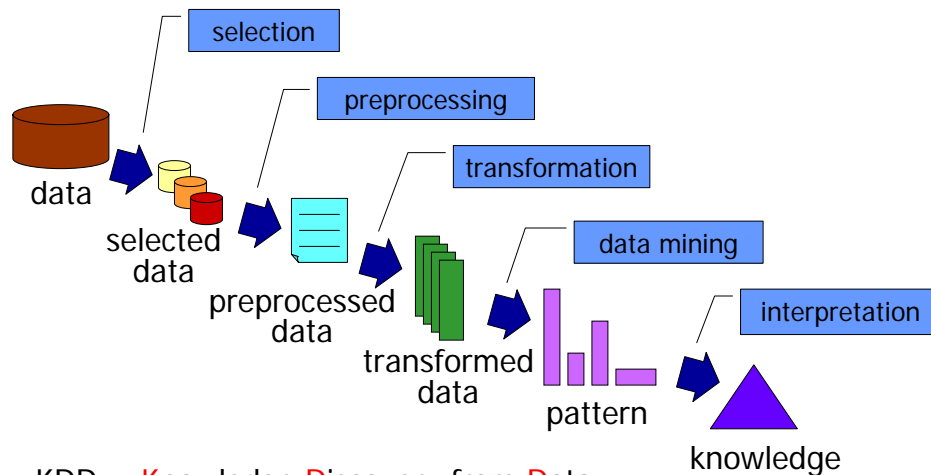 selection
preprocessing
data
transformation
selected
data
data mining
preprocessed
data
interpretation
transformed
data
pattern
knowledge